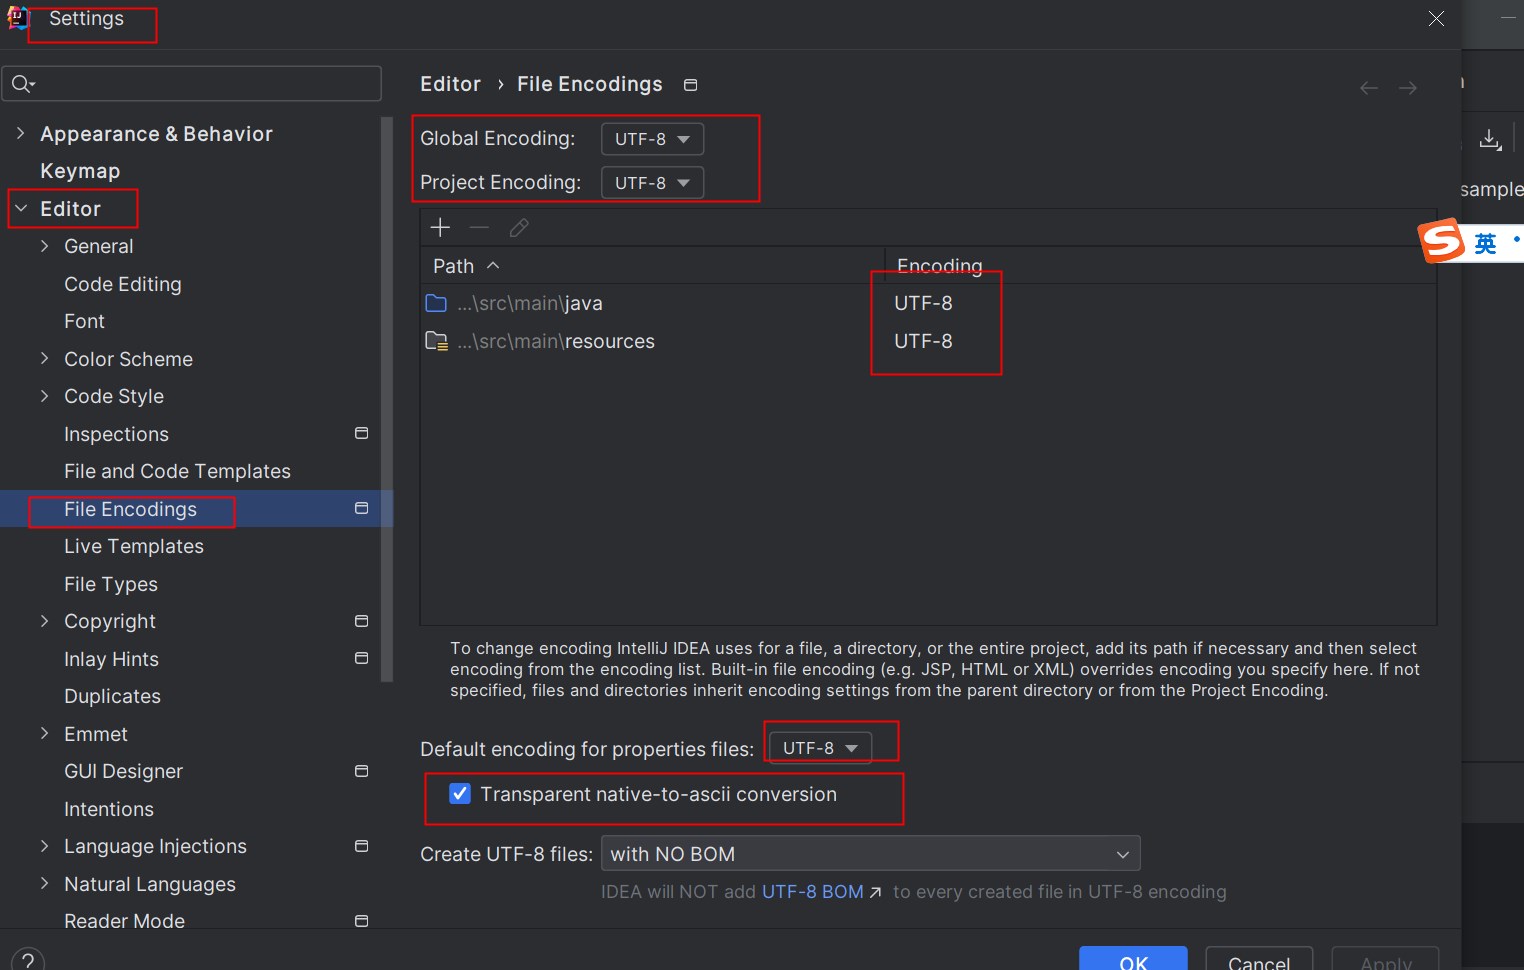 Settings
Editor › File Encodings
Appearance & Behavior
Keymap
Editor
General
Code Editing
Font
Color Scheme
Code Style
Inspections
File and Code Templates
File Encodings
Live Templates
File Types
Copyright
Inlay Hints
Duplicates
Emmet
GUI Designer
Intentions
Language Injections
Natural Languages
Reader Mode
?
Global Encoding: UTF-8
Project Encoding: UTF-8
Path Encoding
...\src\main\java UTF-8
...\src\main\resources UTF-8
To change encoding IntelliJ IDEA uses for a file, a directory, or the entire project, add its path if necessary and then select
encoding from the encoding list. Built-in file encoding (e.g. JSP, HTML or XML) overrides encoding you specify here. If not
specified, files and directories inherit encoding settings from the parent directory or from the Project Encoding.
Default encoding for properties files: UTF-8
Transparent native-to-ascii conversion
Create UTF-8 files: with NO BOM
IDEA will NOT add UTF-8 BOM ↗ to every created file in UTF-8 encoding
OK Cancel Apply
sample
S 英